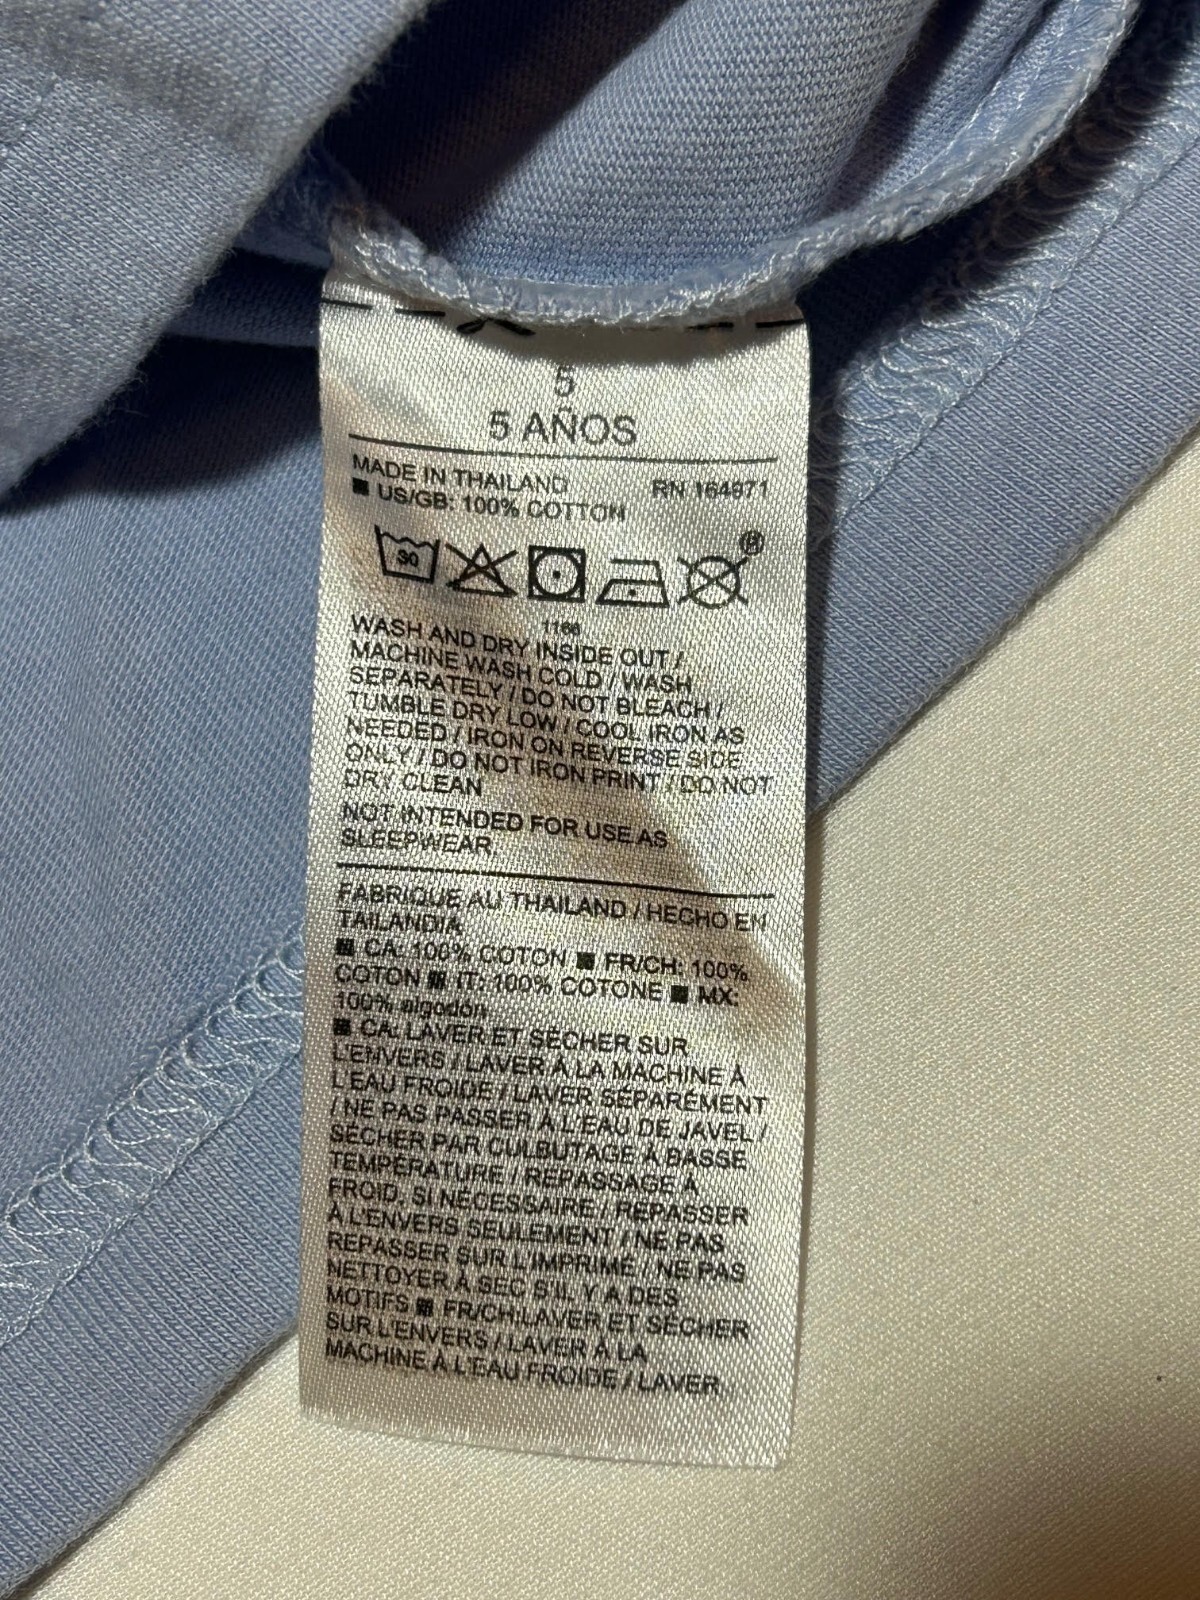 5
5 AÑOS
MADE IN THAILAND RN 164871
■ US/GB: 100% COTTON
30
®
1166
WASH AND DRY INSIDE OUT /
MACHINE WASH COLD / WASH
SEPARATELY / DO NOT BLEACH /
TUMBLE DRY LOW / COOL IRON AS
NEEDED / IRON ON REVERSE SIDE
ONLY / DO NOT IRON PRINT / DO NOT
DRY CLEAN
NOT INTENDED FOR USE AS
SLEEPWEAR.
FABRIQUE AU THAILAND / HECHO EN
TAILANDIA
■ CA: 100% COTON ■ FR/CH: 100%
COTON ■ IT: 100% COTONE ■ MX:
100% algodón
■ CA: LAVER ET SÉCHER SUR
L'ENVERS / LAVER À LA MACHINE À
L'EAU FROIDE / LAVER SÉPARÉMENT
/ NE PAS PASSER À L'EAU DE JAVEL /
SÉCHER PAR CULBUTAGE À BASSE
TEMPÉRATURE / REPASSAGE À
FROID, SI NÉCESSAIRE / REPASSER
À L'ENVERS SEULEMENT / NE PAS
REPASSER SUR L'IMPRIMÉ / NE PAS
NETTOYER À SEC S'IL Y A DES
MOTIFS ■ FR/CH:LAVER ET SÉCHER
SUR L'ENVERS / LAVER À LA
MACHINE À L'EAU FROIDE / LAVER